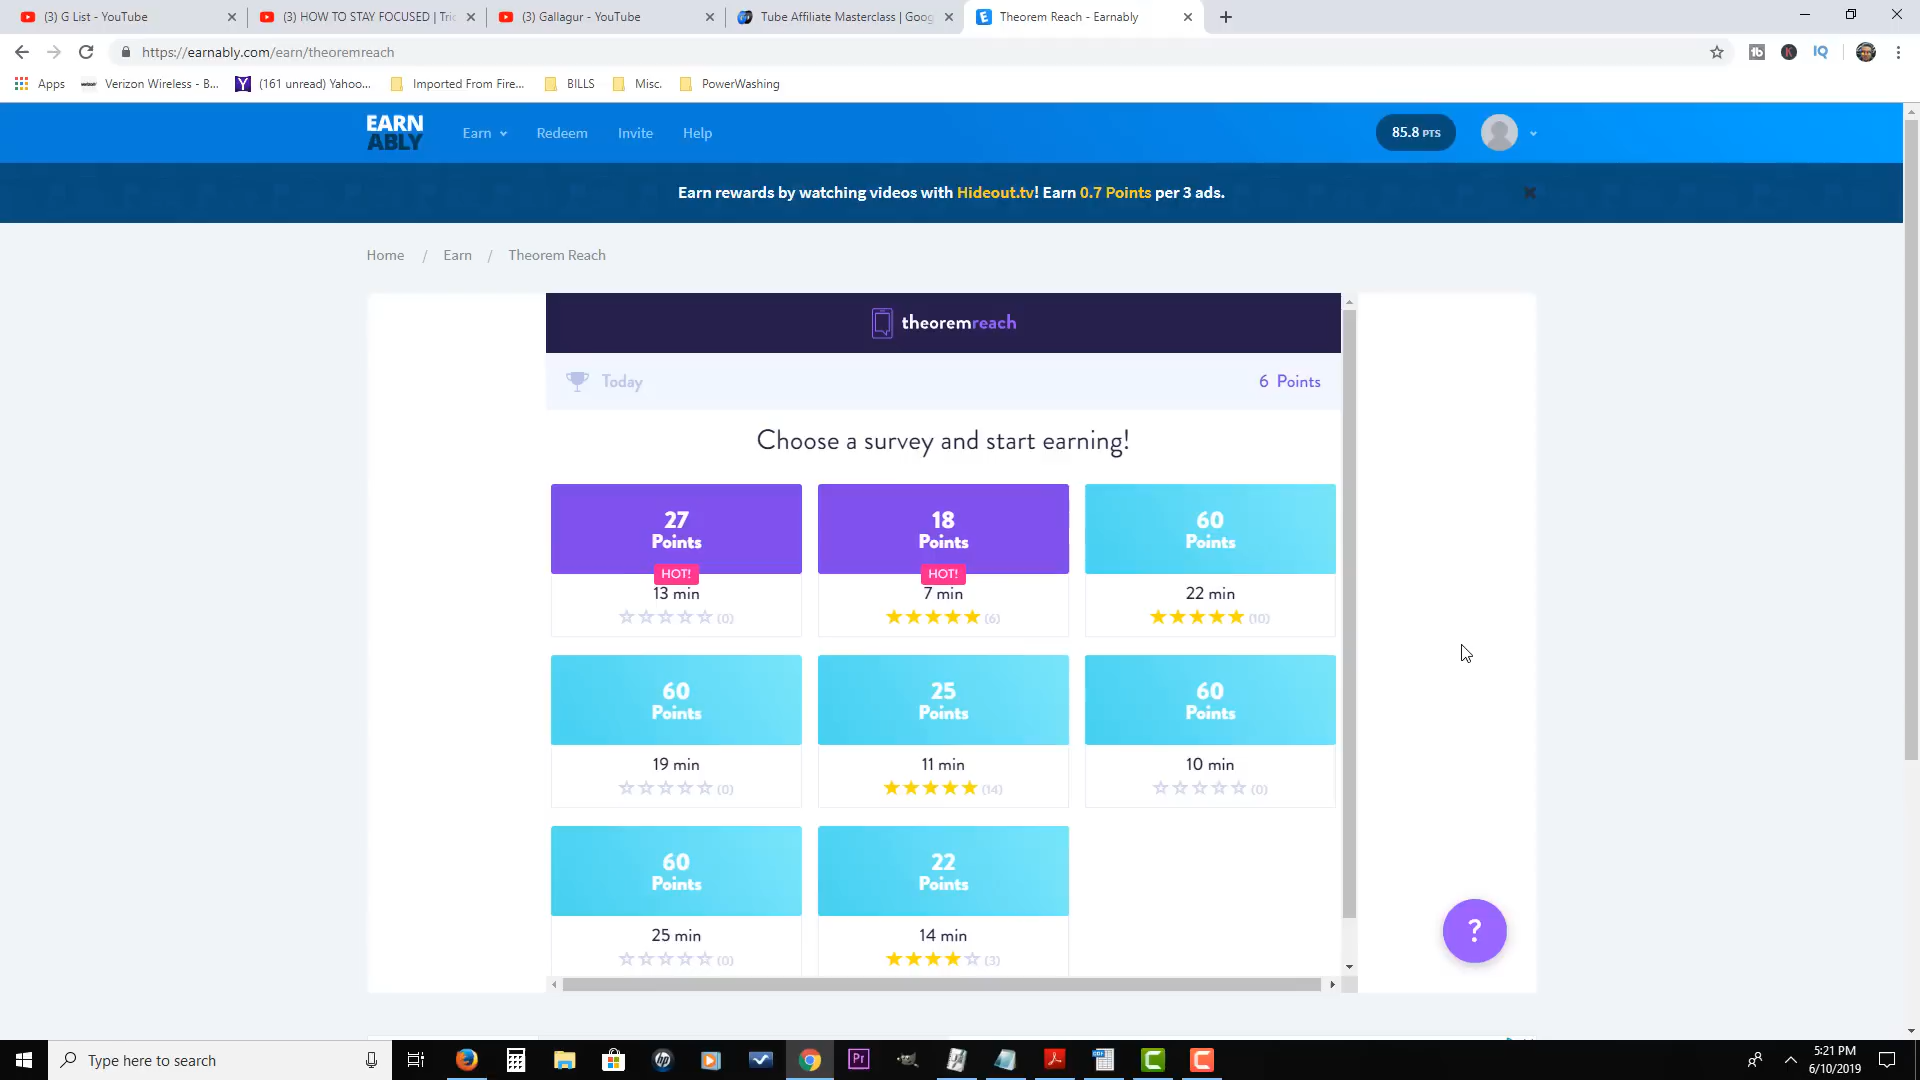 (3) G List - YouTube
(3) HOW TO STAY FOCUSED | Tric
(3) Gallagur - YouTube
Tube Affiliate Masterclass | Goog
Theorem Reach - Earnably
https://earnably.com/earn/theoremreach
Apps
Verizon Wireless - B...
(161 unread) Yahoo...
Imported From Fire...
BILLS
Misc.
PowerWashing
EARN
ABLY
Earn
Redeem
Invite
Help
85.8 PTS
Earn rewards by watching videos with Hideout.tv! Earn 0.7 Points per 3 ads.
Home / Earn / Theorem Reach
theoremreach
Today
6 Points
Choose a survey and start earning!
27
Points
HOT!
13 min
(0)
18
Points
HOT!
7 min
(6)
60
Points
22 min
(10)
60
Points
19 min
(0)
25
Points
11 min
(14)
60
Points
10 min
(0)
60
Points
25 min
(0)
22
Points
14 min
(3)
?
Type here to search
5:21 PM
6/10/2019